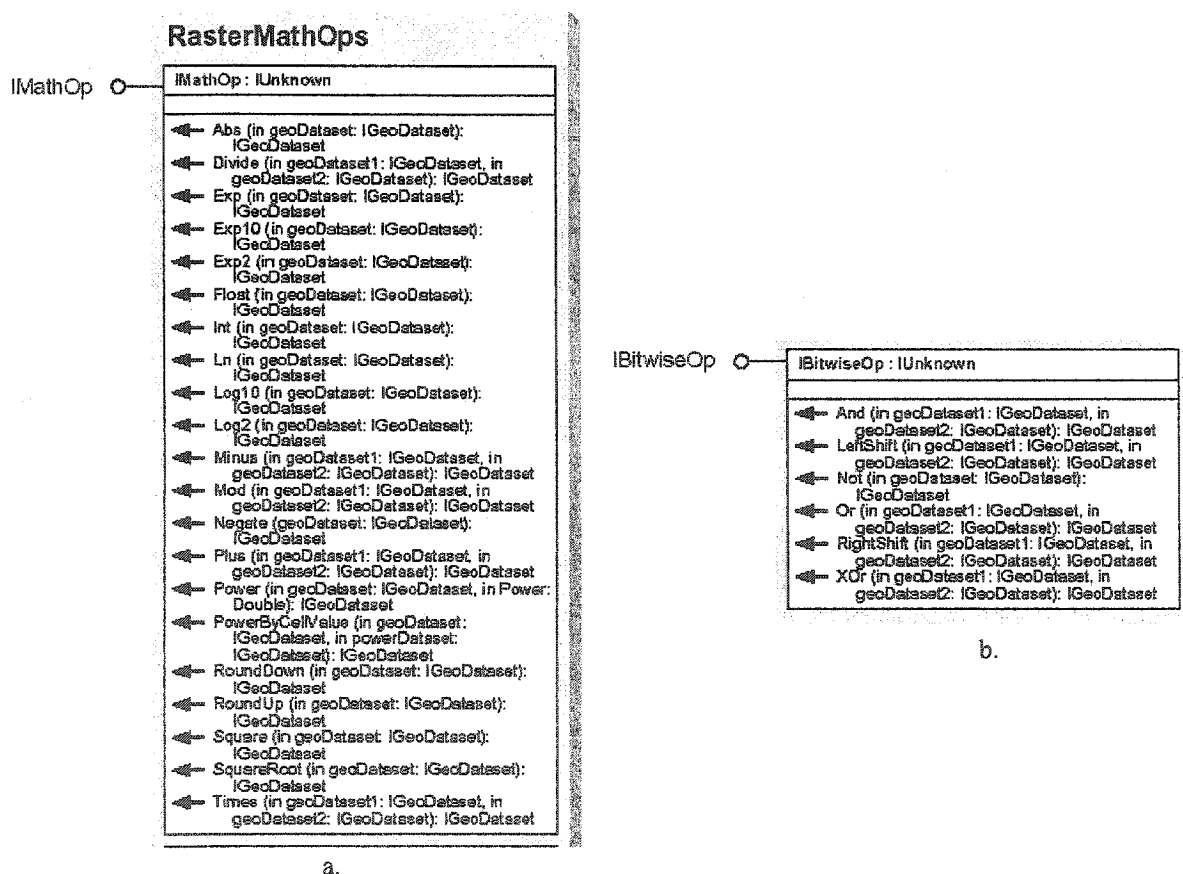 RasterMathOps
IMathOp
IMathOp : IUnknown
Abs (in geoDataset: IGeoDataset):
IGeoDataset
Divide (in geoDataset1: IGeoDataset, in
geoDataset2: IGeoDataset): IGeoDataset
Exp (in geoDataset: IGeoDataset):
IGeoDataset
Exp10 (in geoDataset: IGeoDataset):
IGeoDataset
Exp2 (in geoDataset: IGeoDataset):
IGeoDataset
Float (in geoDataset: IGeoDataset):
IGeoDataset
Int (in geoDataset: IGeoDataset):
IGeoDataset
Ln (in geoDataset: IGeoDataset):
IGeoDataset
Log10 (in geoDataset: IGeoDataset):
IGeoDataset
Log2 (in geoDataset: IGeoDataset):
IGeoDataset
Minus (in geoDataset1: IGeoDataset, in
geoDataset2: IGeoDataset): IGeoDataset
Mod (in geoDataset1: IGeoDataset, in
geoDataset2: IGeoDataset): IGeoDataset
Negate (geoDataset: IGeoDataset):
IGeoDataset
Plus (in geoDataset1: IGeoDataset, in
geoDataset2: IGeoDataset): IGeoDataset
Power (in geoDataset: IGeoDataset, in Power:
Double): IGeoDataset
PowerByCellValue (in geoDataset:
IGeoDataset, in powerDataset:
IGeoDataset): IGeoDataset
RoundDown (in geoDataset: IGeoDataset):
IGeoDataset
RoundUp (in geoDataset: IGeoDataset):
IGeoDataset
Square (in geoDataset: IGeoDataset):
IGeoDataset
SquareRoot (in geoDataset: IGeoDataset):
IGeoDataset
Times (in geoDataset1: IGeoDataset, in
geoDataset2: IGeoDataset): IGeoDataset
a.
IBitwiseOp
IBitwiseOp : IUnknown
And (in geoDataset1: IGeoDataset, in
geoDataset2: IGeoDataset): IGeoDataset
LeftShift (in geoDataset1: IGeoDataset, in
geoDataset2: IGeoDataset): IGeoDataset
Not (in geoDataset: IGeoDataset):
IGeoDataset
Or (in geoDataset1: IGeoDataset, in
geoDataset2: IGeoDataset): IGeoDataset
RightShift (in geoDataset1: IGeoDataset, in
geoDataset2: IGeoDataset): IGeoDataset
XOr (in geoDataset1: IGeoDataset, in
geoDataset2: IGeoDataset): IGeoDataset
b.